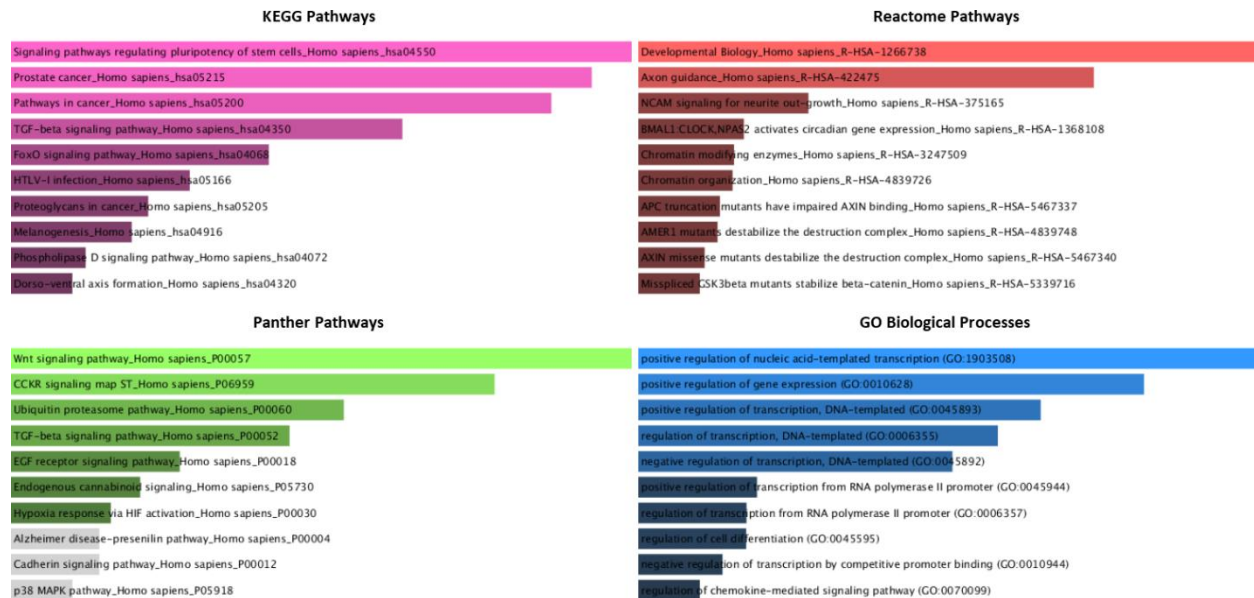 KEGG Pathways
Signaling pathways regulating pluripotency of stem cells_Homo sapiens_hsa04550
Prostate cancer_Homo sapiens_hsa05215
Pathways in cancer_Homo sapiens_hsa05200
TGF-beta signaling pathway_Homo sapiens_hsa04350
FoxO signaling pathway_Homo sapiens_hsa04068
HTLV-I infection_Homo sapiens_hsa05166
Proteoglycans in cancer_Homo sapiens_hsa05205
Melanogenesis_Homo sapiens_hsa04916
Phospholipase D signaling pathway_Homo sapiens_hsa04072
Dorso-ventral axis formation_Homo sapiens_hsa04320
Reactome Pathways
Developmental Biology_Homo sapiens_R-HSA-1266738
Axon guidance_Homo sapiens_R-HSA-422475
NCAM signaling for neurite out-growth_Homo sapiens_R-HSA-375165
BMAL1:CLOCK,NPAS2 activates circadian gene expression_Homo sapiens_R-HSA-1368108
Chromatin modifying enzymes_Homo sapiens_R-HSA-3247509
Chromatin organization_Homo sapiens_R-HSA-4839726
APC truncation mutants have impaired AXIN binding_Homo sapiens_R-HSA-5467337
AMER1 mutants destabilize the destruction complex_Homo sapiens_R-HSA-4839748
AXIN missense mutants destabilize the destruction complex_Homo sapiens_R-HSA-5467340
Misspliced GSK3beta mutants stabilize beta-catenin_Homo sapiens_R-HSA-5339716
Panther Pathways
Wnt signaling pathway_Homo sapiens_P00057
CCKR signaling map ST_Homo sapiens_P06959
Ubiquitin proteasome pathway_Homo sapiens_P00060
TGF-beta signaling pathway_Homo sapiens_P00052
EGF receptor signaling pathway_Homo sapiens_P00018
Endogenous cannabinoid signaling_Homo sapiens_P05730
Hypoxia response via HIF activation_Homo sapiens_P00030
Alzheimer disease-presenilin pathway_Homo sapiens_P00004
Cadherin signaling pathway_Homo sapiens_P00012
p38 MAPK pathway_Homo sapiens_P05918
GO Biological Processes
positive regulation of nucleic acid-templated transcription (GO:1903508)
positive regulation of gene expression (GO:0010628)
positive regulation of transcription, DNA-templated (GO:0045893)
regulation of transcription, DNA-templated (GO:0006355)
negative regulation of transcription, DNA-templated (GO:0045892)
positive regulation of transcription from RNA polymerase II promoter (GO:0045944)
regulation of transcription from RNA polymerase II promoter (GO:0006357)
regulation of cell differentiation (GO:0045595)
negative regulation of transcription by competitive promoter binding (GO:0010944)
regulation of chemokine-mediated signaling pathway (GO:0070099)